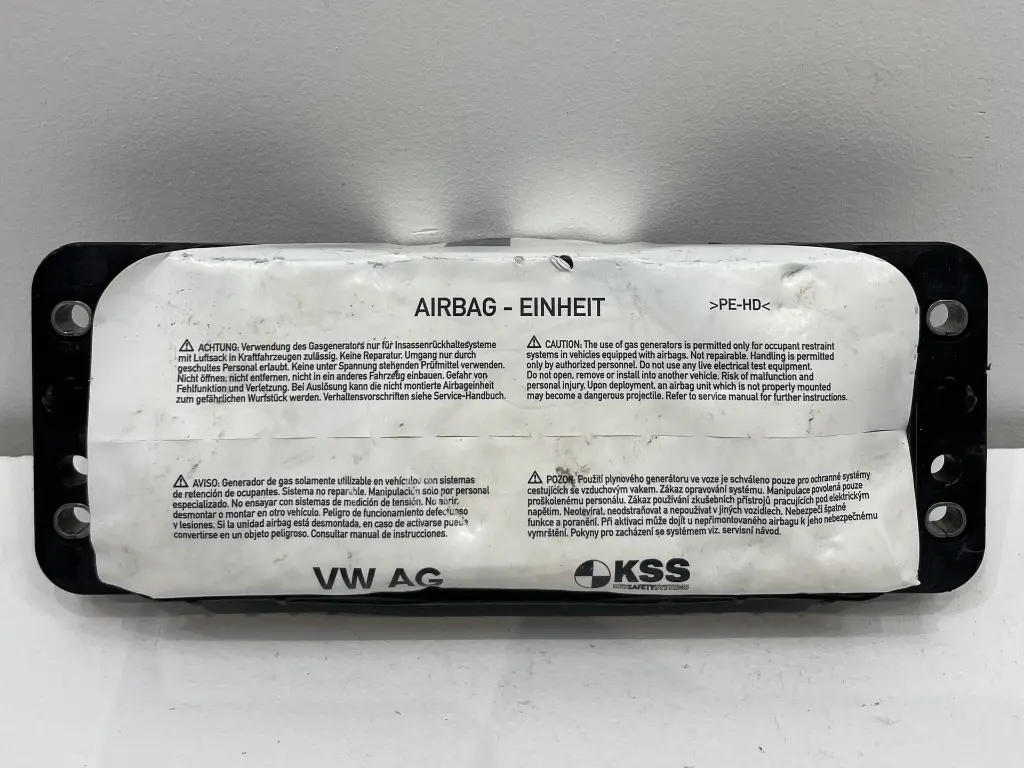 AIRBAG - EINHEIT
>PE-HD<
⚠ ACHTUNG: Verwendung des Gasgenerators nur für Insassenrückhaltesysteme
mit Luftsack in Kraftfahrzeugen zulässig. Keine Reparatur. Umgang nur durch
geschultes Personal erlaubt. Keine unter Spannung stehenden Prüfmittel verwenden.
Nicht öffnen, nicht entfernen, nicht in ein anderes Fahrzeug einbauen. Gefahr von
Fehlfunktion und Verletzung. Bei Auslösung kann die nicht montierte Airbageinheit
zum gefährlichen Wurfstück werden. Verhaltensvorschriften siehe Service-Handbuch.
⚠ CAUTION: The use of gas generators is permitted only for occupant restraint
systems in vehicles equipped with airbags. Not repairable. Handling is permitted
only by authorized personnel. Do not use any live electrical test equipment.
Do not open, remove or install into another vehicle. Risk of malfunction and
personal injury. Upon deployment, an airbag unit which is not properly mounted
may become a dangerous projectile. Refer to service manual for further instructions.
⚠ AVISO: Generador de gas solamente utilizable en vehículos con sistemas
de retención de ocupantes. Sistema no reparable. Manipulación solo por personal
especializado. No ensayar con sistemas de medición de tensión. No abrir,
desmontar o montar en otro vehículo. Peligro de funcionamiento defectuoso
y lesiones. Si la unidad airbag está desmontada, en caso de activarse puede
convertirse en un objeto peligroso. Consultar manual de instrucciones.
⚠ POZOR: Použití plynového generátoru ve voze je schváleno pouze pro ochranné systémy
cestujících se vzduchovým vakem. Zákaz opravování systému. Manipulace povolená pouze
proškolenému personálu. Zákaz používání zkušebních přístrojů pracujících pod elektrickým
napětím. Neotevírat, neodstraňovat a nepoužívat v jiných vozidlech. Nebezpečí špatné
funkce a poranění. Při aktivaci může dojít u nepřimontovaného airbagu k jeho nebezpečnému
vymrštění. Pokyny pro zacházení se systémem viz. servisní návod.
VW AG
KSS
KEYSAFETYSYSTEMS